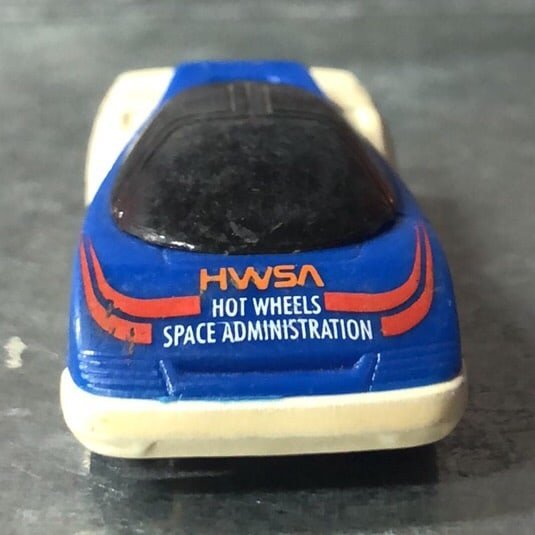 HWSA
HOT WHEELS
SPACE ADMINISTRATION